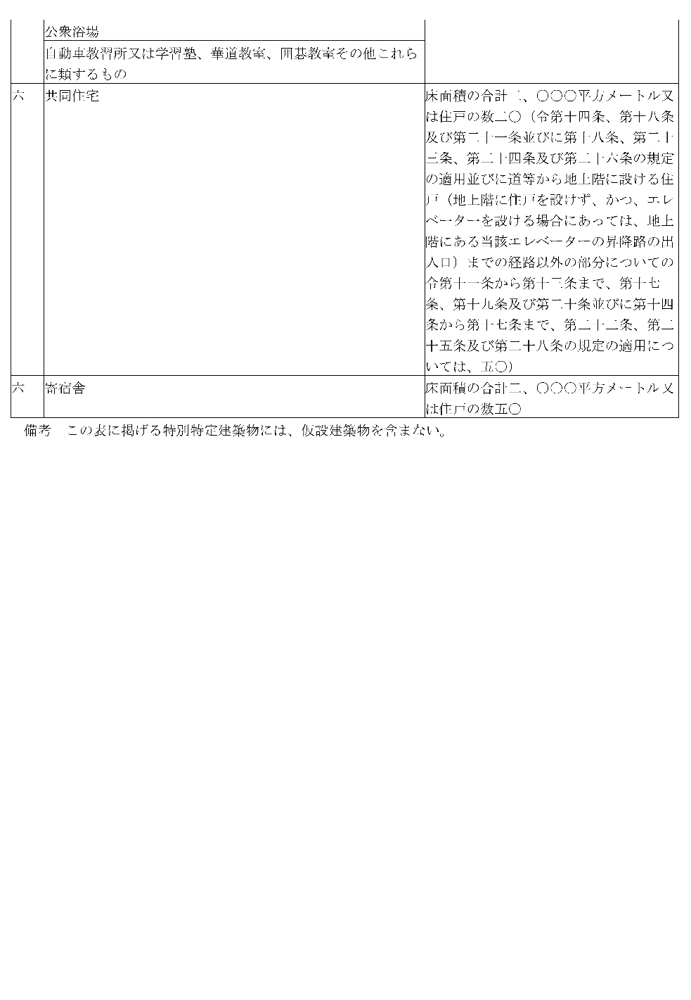 公衆浴場
自動車教習所又は学習塾、華道教室、囲碁教室その他これら
に類するもの
六
共同住宅
床面積の合計二、〇〇〇平方メートル又
は住戸の数二〇（令第十四条、第十八条
及び第二十一条並びに第十八条、第二十
三条、第二十四条及び第二十六条の規定
の適用並びに道等から地上階に設ける住
戸（地上階に住戸を設けず、かつ、エレ
ベーターを設ける場合にあっては、地上
階にある当該エレベーターの昇降路の出
入口）までの経路以外の部分についての
令第十一条から第十三条まで、第十七
条、第十九条及び第二十条並びに第十四
条から第十七条まで、第二十二条、第二
十五条及び第二十八条の規定の適用につ
いては、五〇）
六
寄宿舎
床面積の合計二、〇〇〇平方メートル又
は住戸の数五〇
備考　この表に掲げる特別特定建築物には、仮設建築物を含まない。